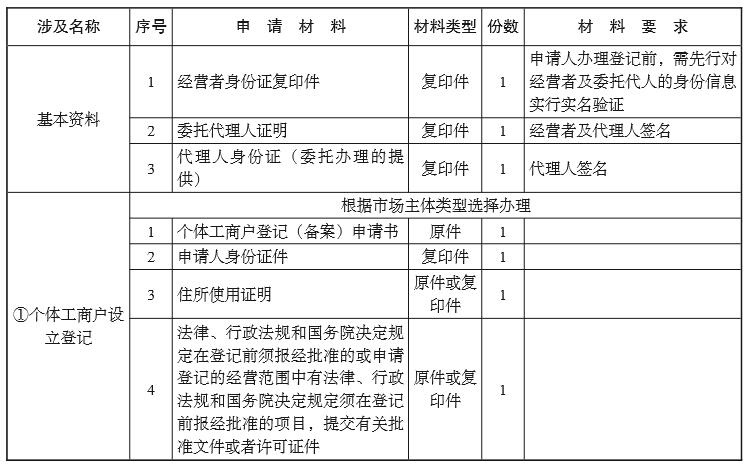 涉及名称 序号 申 请 材 料 材料类型 份数 材 料 要 求
基本资料
1 经营者身份证复印件 复印件 1
申请人办理登记前，需先行对
经营者及委托代人的身份信息
实行实名验证
2 委托代理人证明 复印件 1 经营者及代理人签名
3
代理人身份证（委托办理的提
供）
复印件 1 代理人签名
①个体工商户设
立登记
根据市场主体类型选择办理
1 个体工商户登记（备案）申请书 原件 1
2 申请人身份证件 复印件 1
3 住所使用证明
原件或复
印件
1
4
法律、行政法规和国务院决定规
定在登记前须报经批准的或申请
登记的经营范围中有法律、行政
法规和国务院决定规定须在登记
前报经批准的项目，提交有关批
准文件或者许可证件
原件或复
印件
1